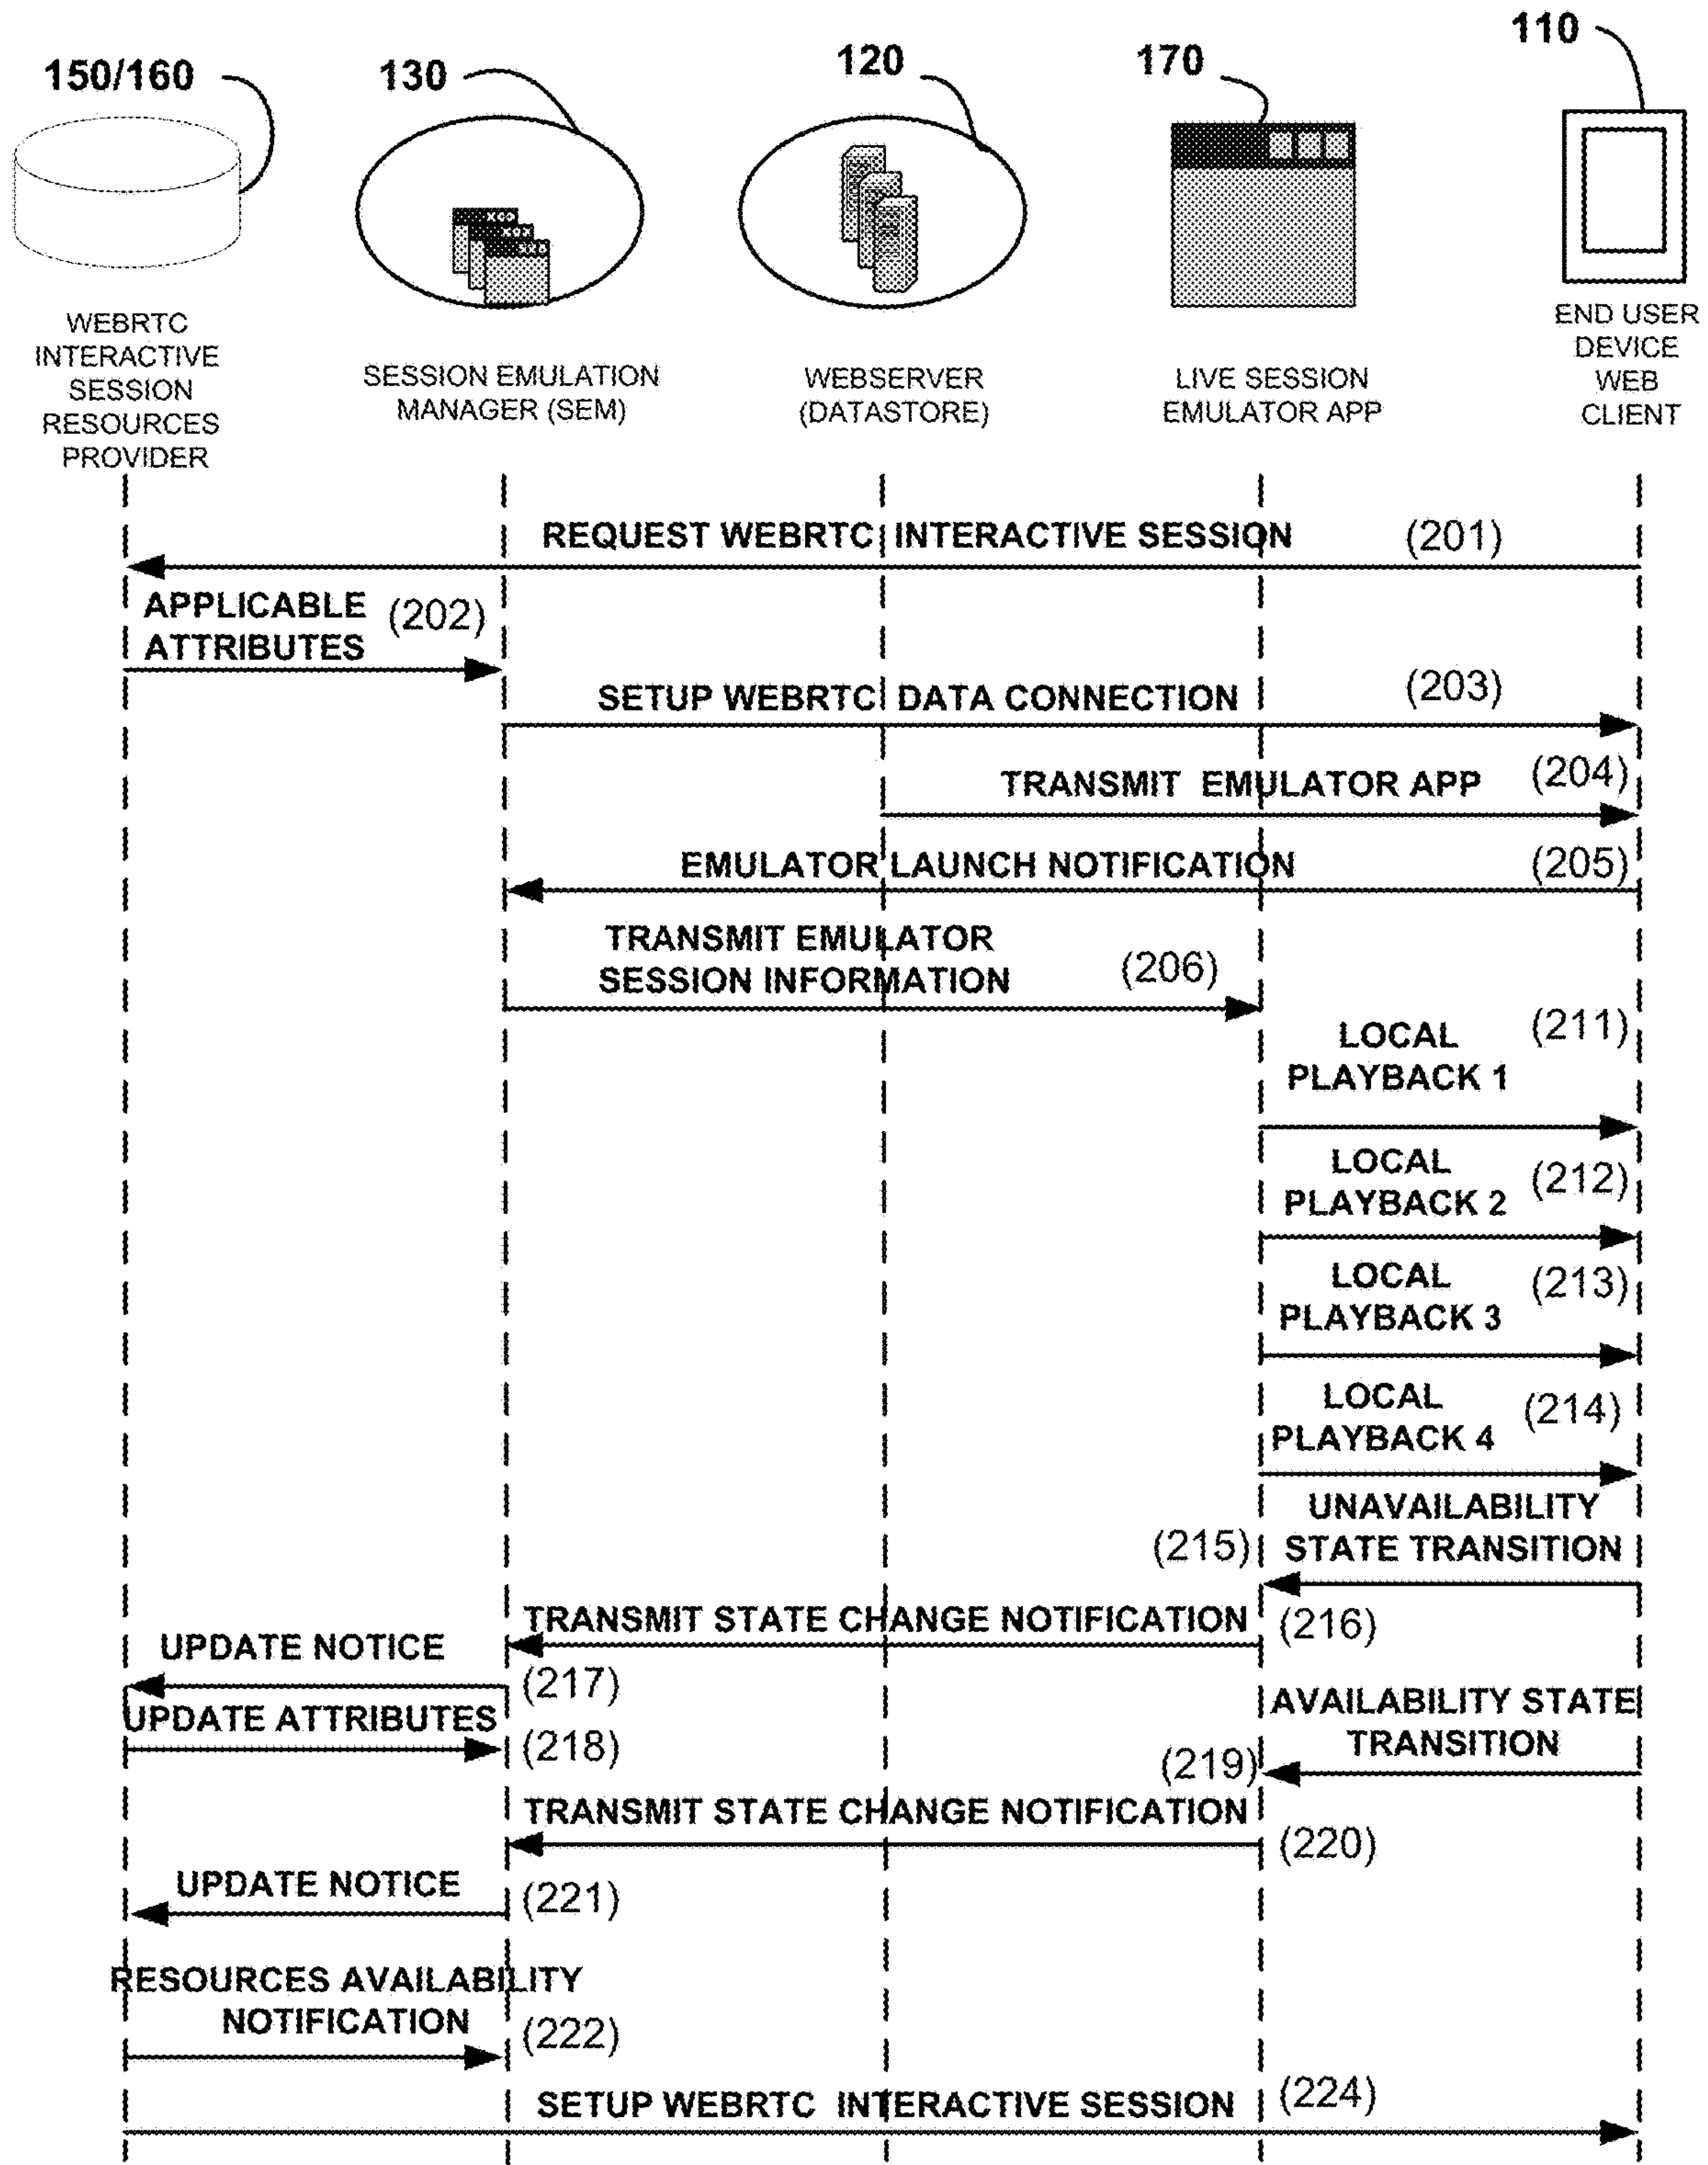 150/160
130
120
170
110
WEBRTC
INTERACTIVE
SESSION
RESOURCES
PROVIDER
SESSION EMULATION
MANAGER (SEM)
WEBSERVER
(DATASTORE)
LIVE SESSION
EMULATOR APP
END USER
DEVICE
WEB
CLIENT
REQUEST WEBRTC INTERACTIVE SESSION (201)
APPLICABLE
ATTRIBUTES
(202)
SETUP WEBRTC DATA CONNECTION (203)
TRANSMIT EMULATOR APP (204)
EMULATOR LAUNCH NOTIFICATION (205)
TRANSMIT EMULATOR
SESSION INFORMATION
(206)
LOCAL
PLAYBACK 1
(211)
LOCAL
PLAYBACK 2
(212)
LOCAL
PLAYBACK 3
(213)
LOCAL
PLAYBACK 4
(214)
UNAVAILABILITY
STATE TRANSITION
(215)
TRANSMIT STATE CHANGE NOTIFICATION (216)
UPDATE NOTICE
(217)
UPDATE ATTRIBUTES
(218)
AVAILABILITY STATE
TRANSITION
(219)
TRANSMIT STATE CHANGE NOTIFICATION
(220)
UPDATE NOTICE
(221)
RESOURCES AVAILABILITY
NOTIFICATION
(222)
SETUP WEBRTC INTERACTIVE SESSION (224)